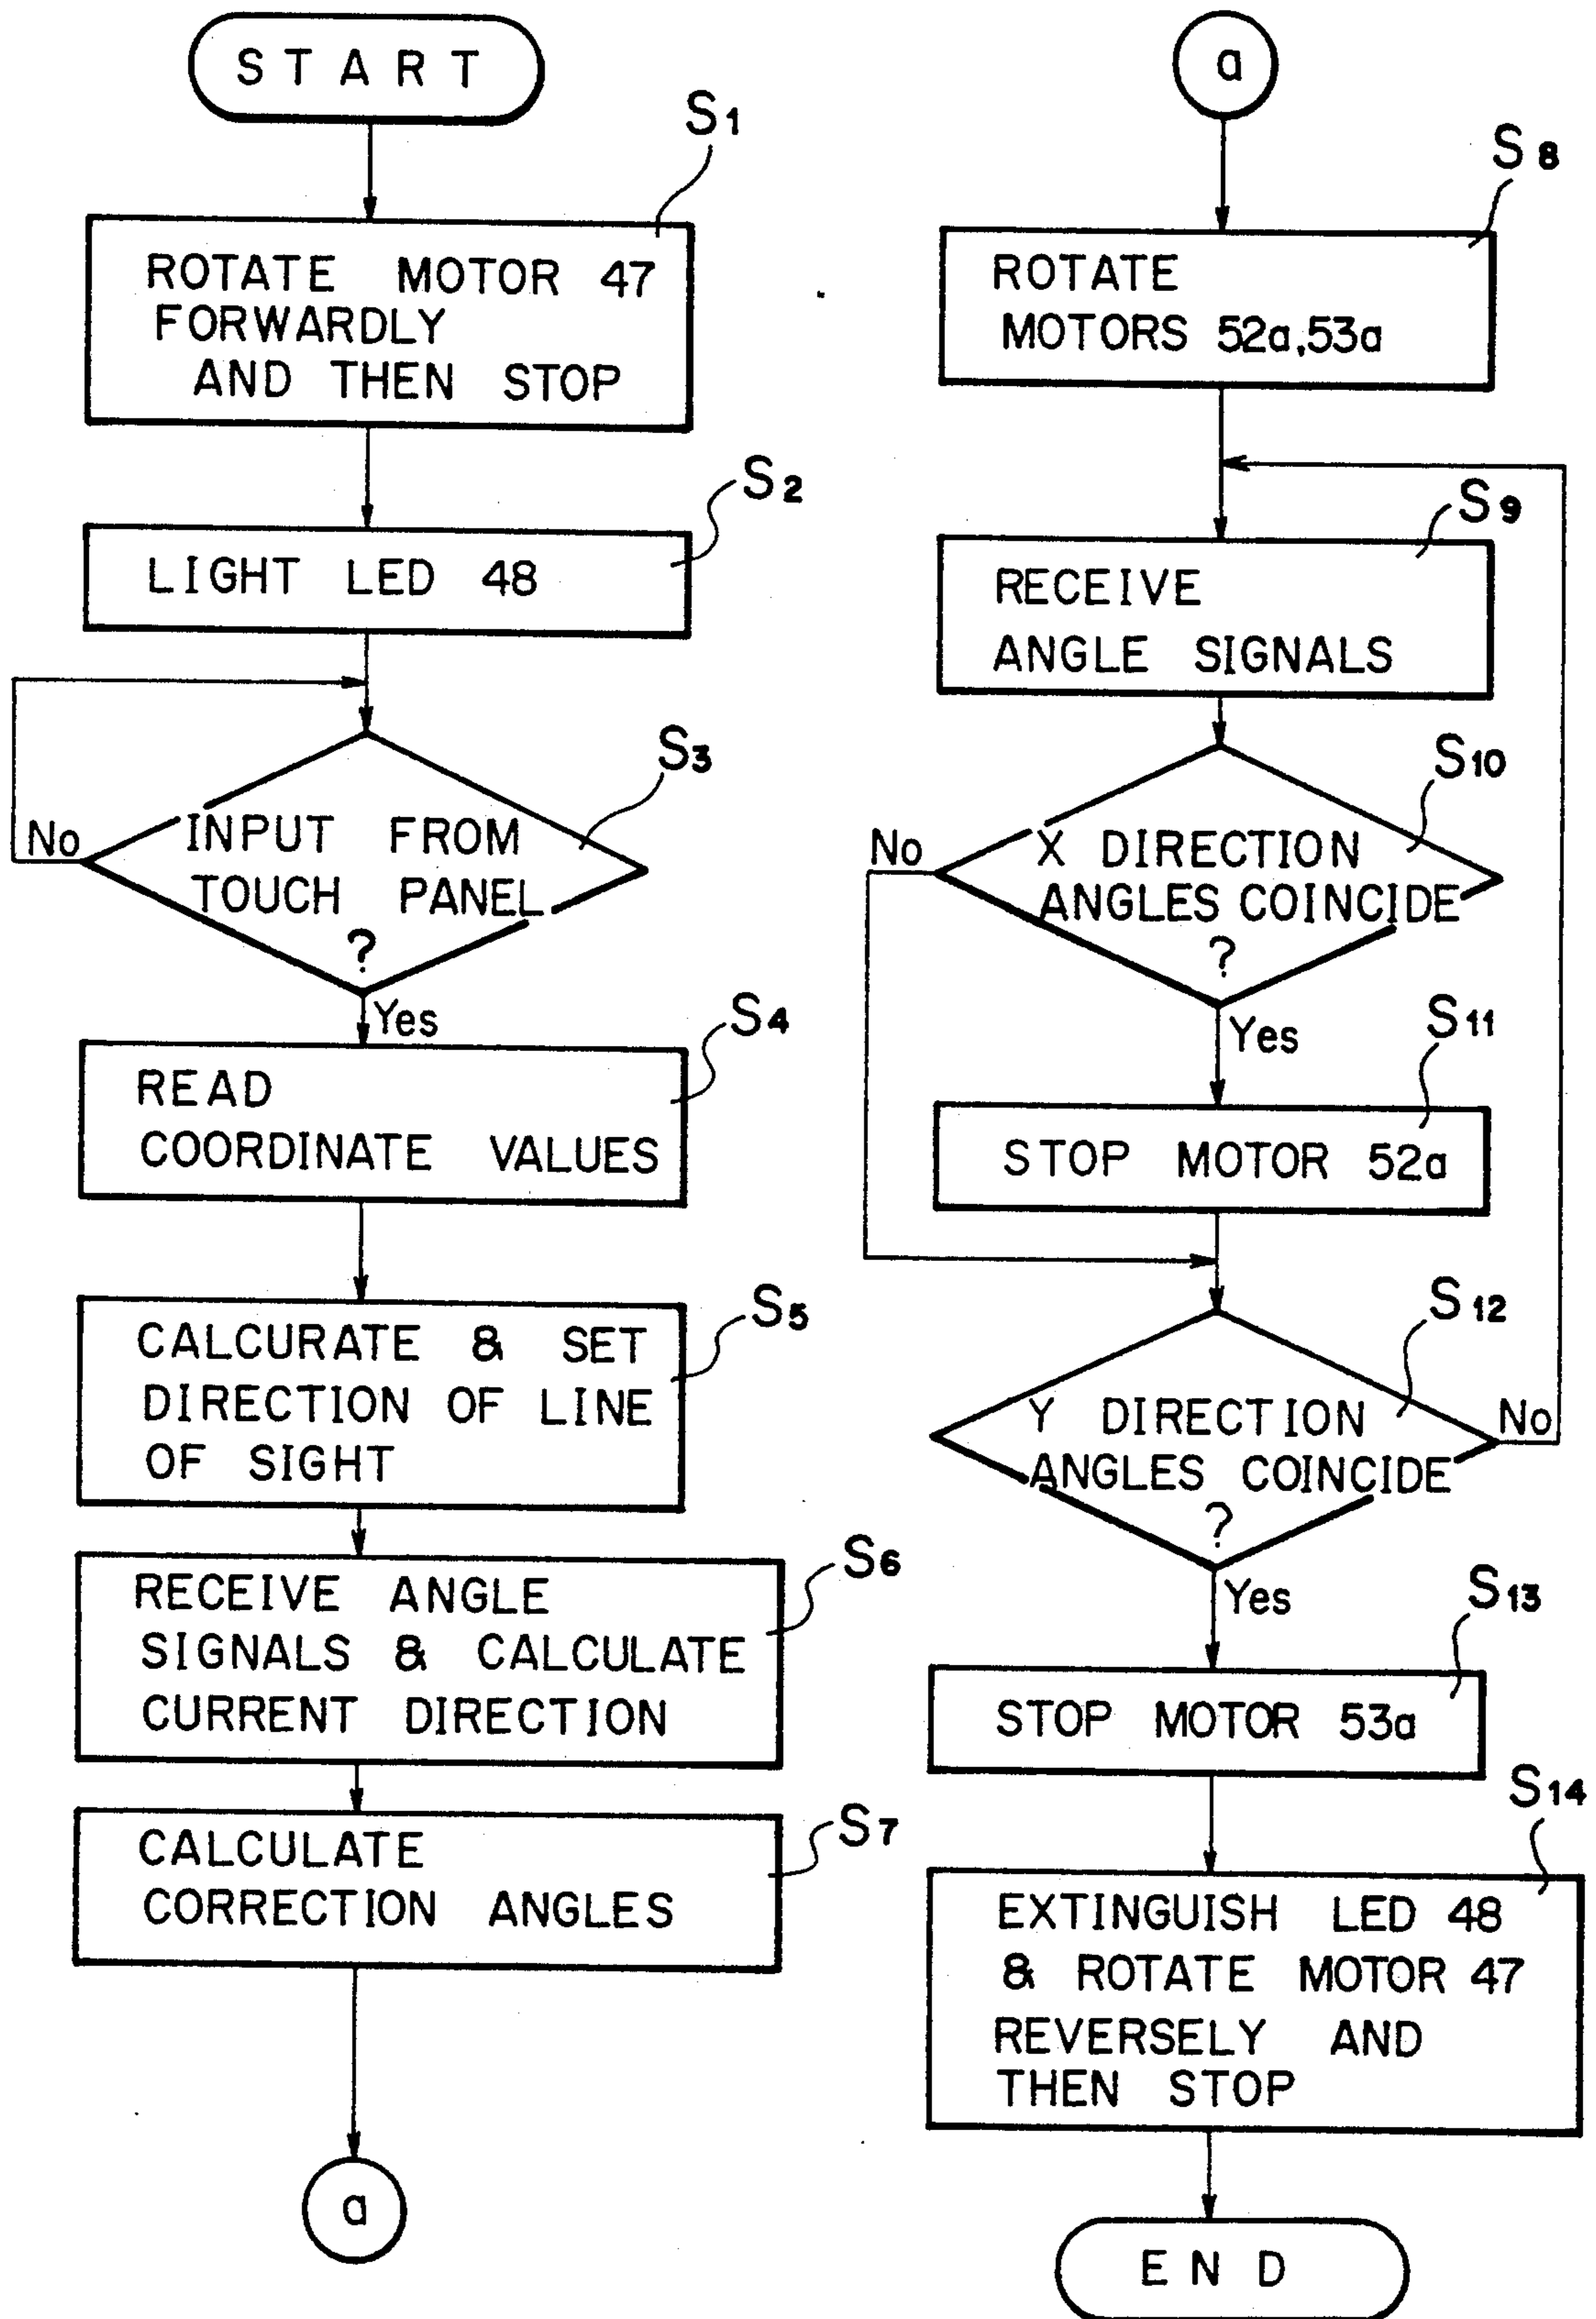 START
S1
ROTATE MOTOR 47
FORWARDLY
AND THEN STOP
S2
LIGHT LED 48
S3
INPUT FROM
TOUCH PANEL
?
No
Yes
S4
READ
COORDINATE VALUES
S5
CALCURATE & SET
DIRECTION OF LINE
OF SIGHT
S6
RECEIVE ANGLE
SIGNALS & CALCULATE
CURRENT DIRECTION
S7
CALCULATE
CORRECTION ANGLES
a
a
S8
ROTATE
MOTORS 52a,53a
S9
RECEIVE
ANGLE SIGNALS
S10
No
X DIRECTION
ANGLES COINCIDE
?
Yes
S11
STOP MOTOR 52a
S12
Y DIRECTION
No
ANGLES COINCIDE
?
Yes
S13
STOP MOTOR 53a
S14
EXTINGUISH LED 48
& ROTATE MOTOR 47
REVERSELY AND
THEN STOP
END